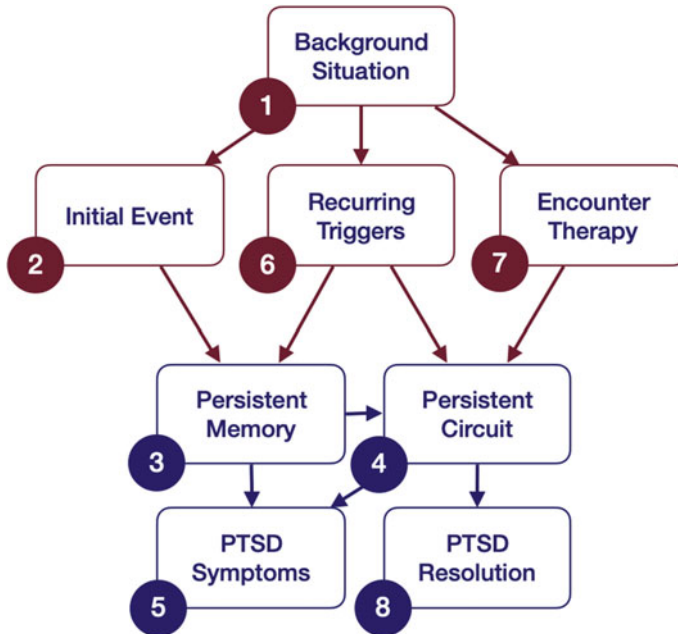 Background
Situation
1
Initial Event
2
Recurring
Triggers
6
Encounter
Therapy
7
Persistent
Memory
3
Persistent
Circuit
4
PTSD
Symptoms
5
PTSD
Resolution
8